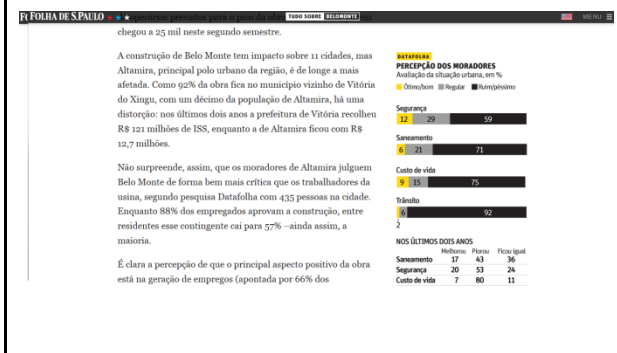 FOLHA DE S.PAULO
TUDO SOBRE BELO MONTE
MENU
operários previstos para o pico da obra
chegou a 25 mil neste segundo semestre.
A construção de Belo Monte tem impacto sobre 11 cidades, mas
Altamira, principal polo urbano da região, é de longe a mais
afetada. Como 92% da obra fica no município vizinho de Vitória
do Xingu, com um décimo da população de Altamira, há uma
distorção: nos últimos dois anos a prefeitura de Vitória recolheu
R$ 121 milhões de ISS, enquanto a de Altamira ficou com R$
12,7 milhões.
Não surpreende, assim, que os moradores de Altamira julguem
Belo Monte de forma bem mais crítica que os trabalhadores da
usina, segundo pesquisa Datafolha com 435 pessoas na cidade.
Enquanto 88% dos empregados aprovam a construção, entre
residentes esse contingente cai para 57% –ainda assim, a
maioria.
É clara a percepção de que o principal aspecto positivo da obra
está na geração de empregos (apontada por 66% dos
DATAFOLHA
PERCEPÇÃO DOS MORADORES
Avaliação da situação urbana, em %
Ótimo/bom Regular Ruim/péssimo
Segurança
12 29 59
Saneamento
6 21 71
Custo de vida
9 15 75
Trânsito
6 92
2
NOS ÚLTIMOS DOIS ANOS
Melhorou Piorou Ficou igual
Saneamento 17 43 36
Segurança 20 53 24
Custo de vida 7 80 11